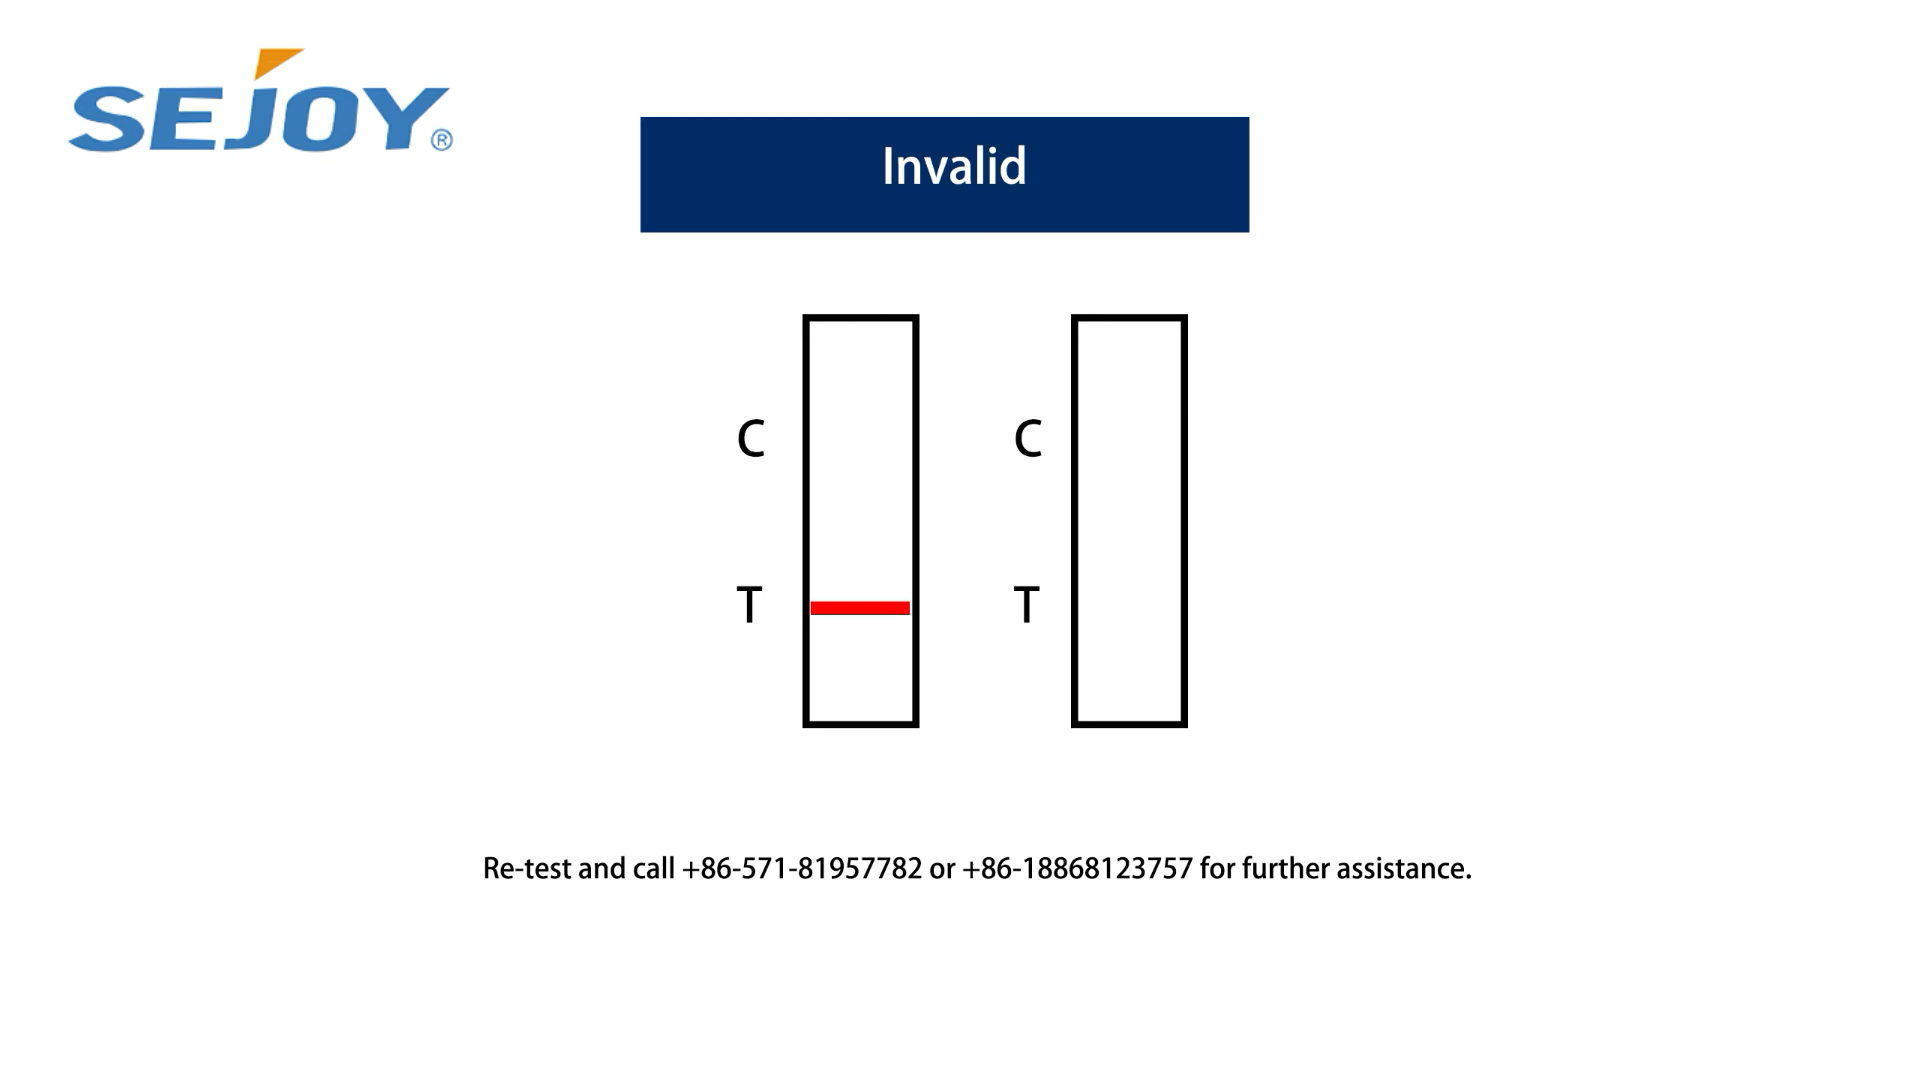 SEJOY®
Invalid
C C
T T
Re-test and call +86-571-81957782 or +86-18868123757 for further assistance.